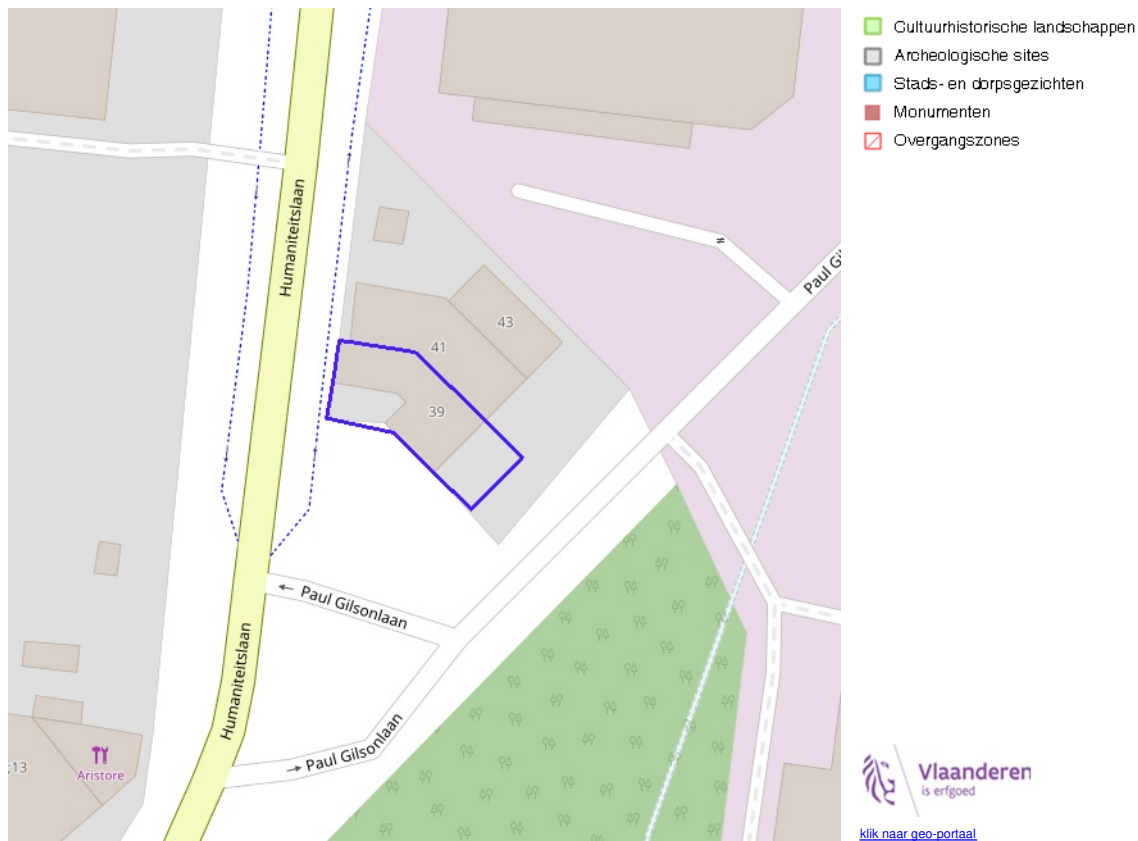 Cultuurhistorische landschappen
Archeologische sites
Stads- en dorpsgezichten
Monumenten
Overgangszones
Humaniteitslaan
Paul
43
41
39
Paul Gilsonlaan
Humaniteitslaan
Paul Gilsonlaan
;13
Aristore
Vlaanderen
is erfgoed
klik naar geo-portaal